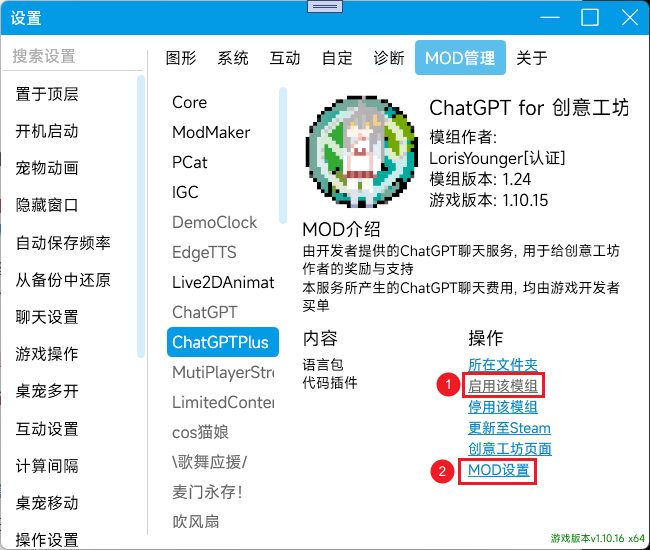 设置
搜索设置
置于顶层
开机启动
宠物动画
隐藏窗口
自动保存频率
从备份中还原
聊天设置
游戏操作
桌宠多开
互动设置
计算间隔
桌宠移动
操作设置
图形 系统 互动 自定 诊断 MOD管理 关于
Core
ModMaker
PCat
IGC
DemoClock
EdgeTTS
Live2DAnimat
ChatGPT
ChatGPTPlus
MutiPlayerStre
LimitedConten
cos猫娘
\歌舞应援/
麦门永存！
吹风扇
ChatGPT for 创意工坊
模组作者:
LorisYounger[认证]
模组版本: 1.24
游戏版本: 1.10.15
MOD介绍
由开发者提供的ChatGPT聊天服务, 用于给创意工坊
作者的奖励与支持
本服务所产生的ChatGPT聊天费用, 均由游戏开发者
买单
内容
语言包
代码插件
操作
所在文件夹
1 启用该模组
停用该模组
更新至Steam
创意工坊页面
2 MOD设置
游戏版本v1.10.16 x64